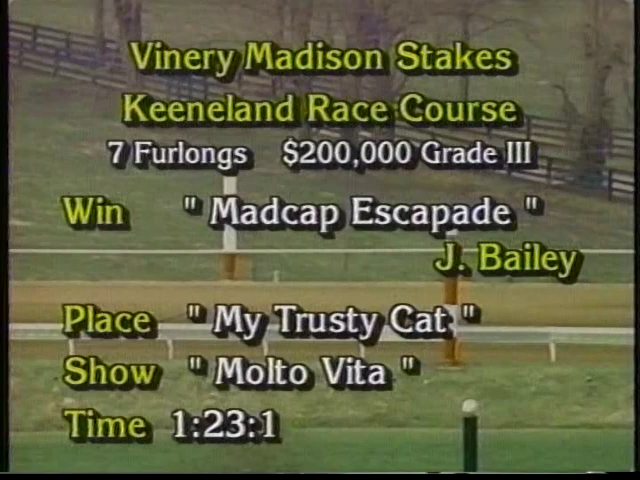 Vinery Madison Stakes
Keeneland Race Course
7 Furlongs $200,000 Grade III
Win " Madcap Escapade "
J. Bailey
Place " My Trusty Cat "
Show " Molto Vita "
Time 1:23:1